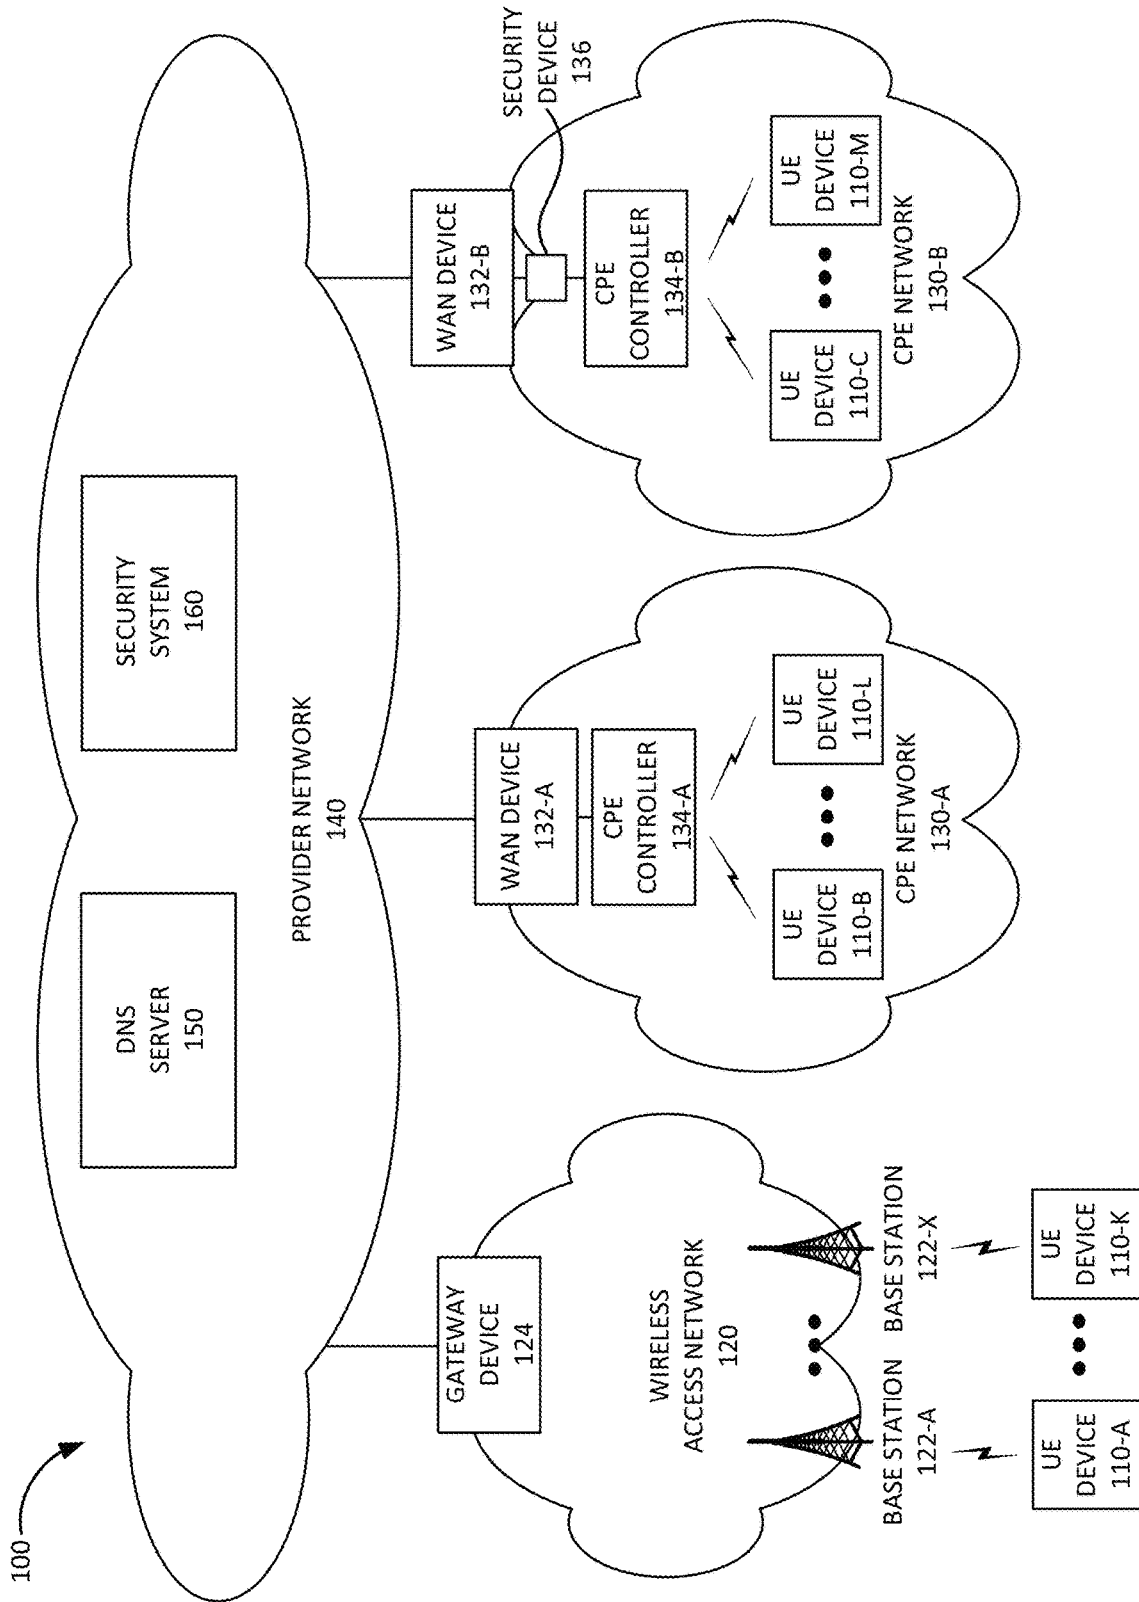 100
DNS
SERVER
150
SECURITY
SYSTEM
160
PROVIDER NETWORK
140
GATEWAY
DEVICE
124
WIRELESS
ACCESS NETWORK
120
BASE STATION
122-A
BASE STATION
122-X
UE
DEVICE
110-A
UE
DEVICE
110-K
WAN DEVICE
132-A
CPE
CONTROLLER
134-A
UE
DEVICE
110-B
UE
DEVICE
110-L
CPE NETWORK
130-A
WAN DEVICE
132-B
SECURITY
DEVICE
136
CPE
CONTROLLER
134-B
UE
DEVICE
110-C
UE
DEVICE
110-M
CPE NETWORK
130-B